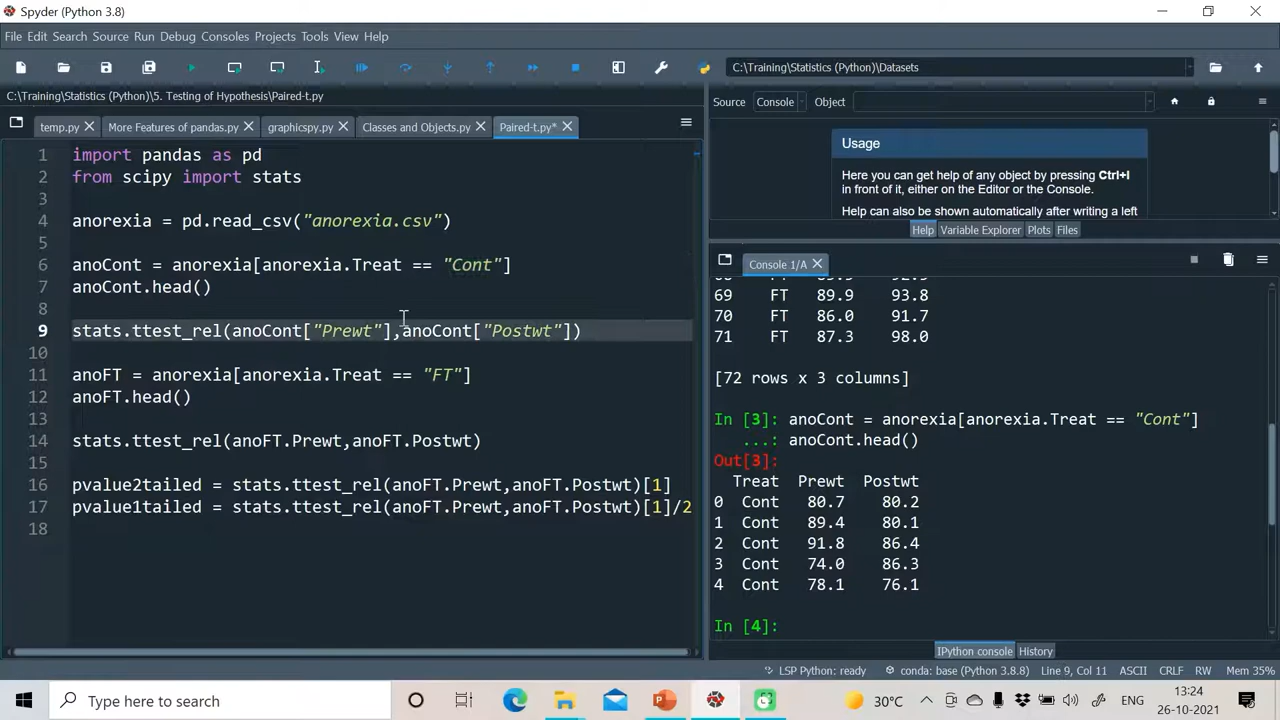 Spyder (Python 3.8)
File Edit Search Source Run Debug Consoles Projects Tools View Help
C:\Training\Statistics (Python)\Datasets
C:\Training\Statistics (Python)\5. Testing of Hypothesis\Paired-t.py
temp.py More Features of pandas.py graphicspy.py Classes and Objects.py Paired-t.py*
1 import pandas as pd
2 from scipy import stats
3
4 anorexia = pd.read_csv("anorexia.csv")
5
6 anoCont = anorexia[anorexia.Treat == "Cont"]
7 anoCont.head()
8
9 stats.ttest_rel(anoCont["Prewt"],anoCont["Postwt"])
10
11 anoFT = anorexia[anorexia.Treat == "FT"]
12 anoFT.head()
13
14 stats.ttest_rel(anoFT.Prewt,anoFT.Postwt)
15
16 pvalue2tailed = stats.ttest_rel(anoFT.Prewt,anoFT.Postwt)[1]
17 pvalue1tailed = stats.ttest_rel(anoFT.Prewt,anoFT.Postwt)[1]/2
18
Source Console Object
Usage
Here you can get help of any object by pressing Ctrl+I
in front of it, either on the Editor or the Console.
Help can also be shown automatically after writing a left
Help Variable Explorer Plots Files
Console 1/A
69 FT 89.9 93.8
70 FT 86.0 91.7
71 FT 87.3 98.0
[72 rows x 3 columns]
In [3]: anoCont = anorexia[anorexia.Treat == "Cont"]
...: anoCont.head()
Out[3]:
Treat Prewt Postwt
0 Cont 80.7 80.2
1 Cont 89.4 80.1
2 Cont 91.8 86.4
3 Cont 74.0 86.3
4 Cont 78.1 76.1
In [4]:
IPython console History
LSP Python: ready conda: base (Python 3.8.8) Line 9, Col 11 ASCII CRLF RW Mem 35%
Type here to search
30°C ENG
13:24
26-10-2021